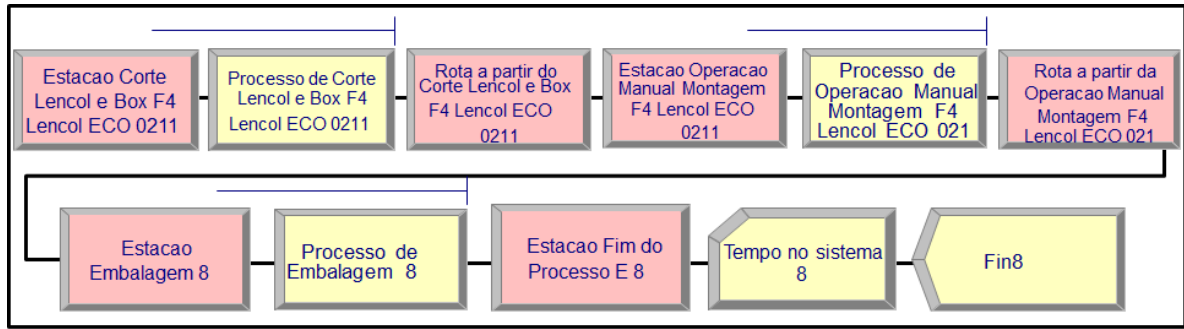 Estacao Corte
Lencol e Box F4
Lencol ECO 0211
Processo de Corte
Lencol e Box F4
Lencol ECO 0211
Rota a partir do
Corte Lencol e Box
F4 Lencol ECO
0211
Estacao Operacao
Manual Montagem
F4 Lencol ECO
0211
Processo de
Operacao Manual
Montagem F4
Lencol ECO 021
Rota a partir da
Operacao Manual
Montagem F4
Lencol ECO 021
Estacao
Embalagem 8
Processo de
Embalagem 8
Estacao Fim do
Processo E 8
Tempo no sistema
8
Fin8